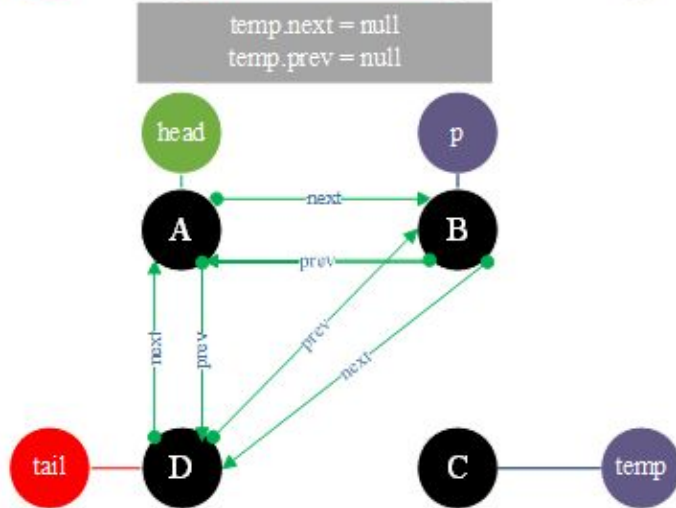 temp.next = null
temp.prev = null
head
p
next
A
B
prev
next
prev
prev
next
tail
D
C
temp